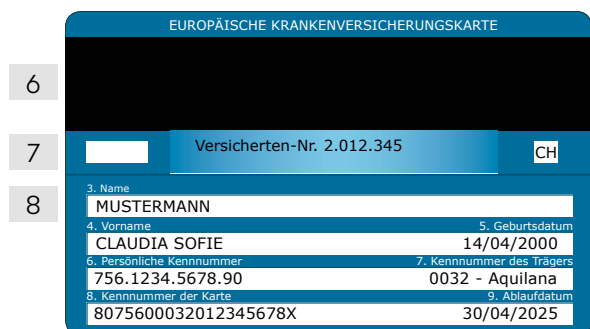 EUROPÄISCHE KRANKENVERSICHERUNGSKARTE
6
7
Versicherten-Nr. 2.012.345
CH
8
3. Name
MUSTERMANN
4. Vorname 5. Geburtsdatum
CLAUDIA SOFIE 14/04/2000
6. Persönliche Kennnummer 7. Kennnummer des Trägers
756.1234.5678.90 0032 - Aquilana
8. Kennnummer der Karte 9. Ablaufdatum
8075600032012345678X 30/04/2025